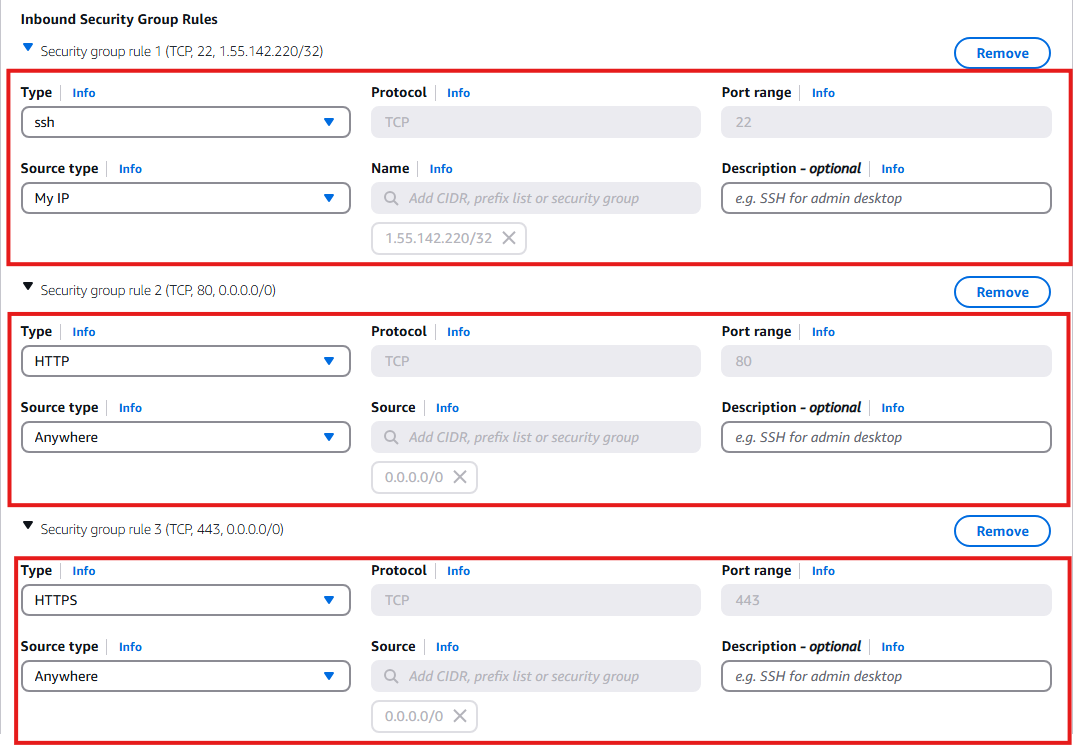 Inbound Security Group Rules
Security group rule 1 (TCP, 22, 1.55.142.220/32)
Remove
Type Info Protocol Info Port range Info
ssh TCP 22
Source type Info Name Info Description - optional Info
My IP Add CIDR, prefix list or security group e.g. SSH for admin desktop
1.55.142.220/32
Security group rule 2 (TCP, 80, 0.0.0.0/0)
Remove
Type Info Protocol Info Port range Info
HTTP TCP 80
Source type Info Source Info Description - optional Info
Anywhere Add CIDR, prefix list or security group e.g. SSH for admin desktop
0.0.0.0/0
Security group rule 3 (TCP, 443, 0.0.0.0/0)
Remove
Type Info Protocol Info Port range Info
HTTPS TCP 443
Source type Info Source Info Description - optional Info
Anywhere Add CIDR, prefix list or security group e.g. SSH for admin desktop
0.0.0.0/0